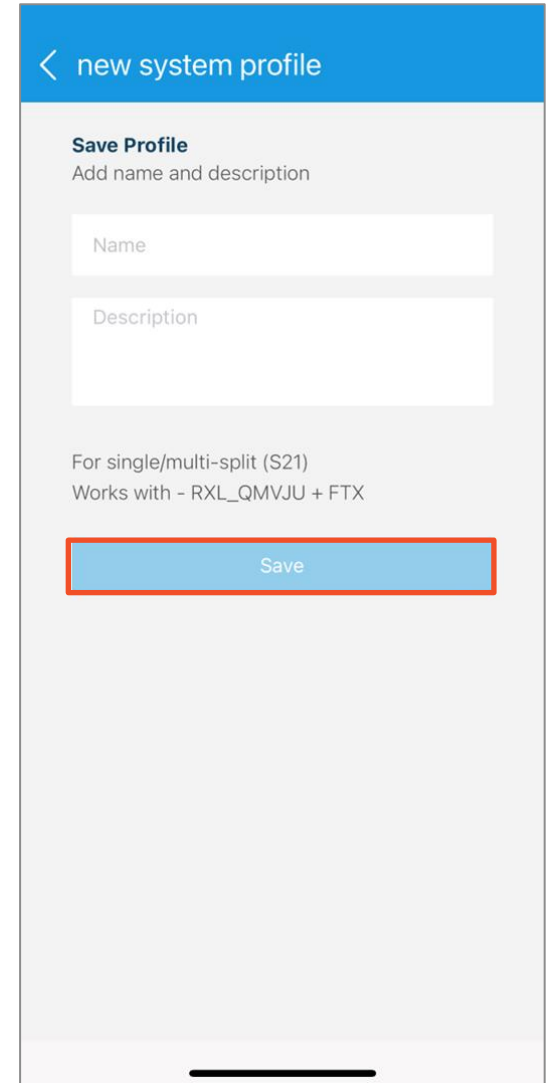 new system profile
Save Profile
Add name and description
Name
Description
For single/multi-split (S21)
Works with - RXL_QMVJU + FTX
Save